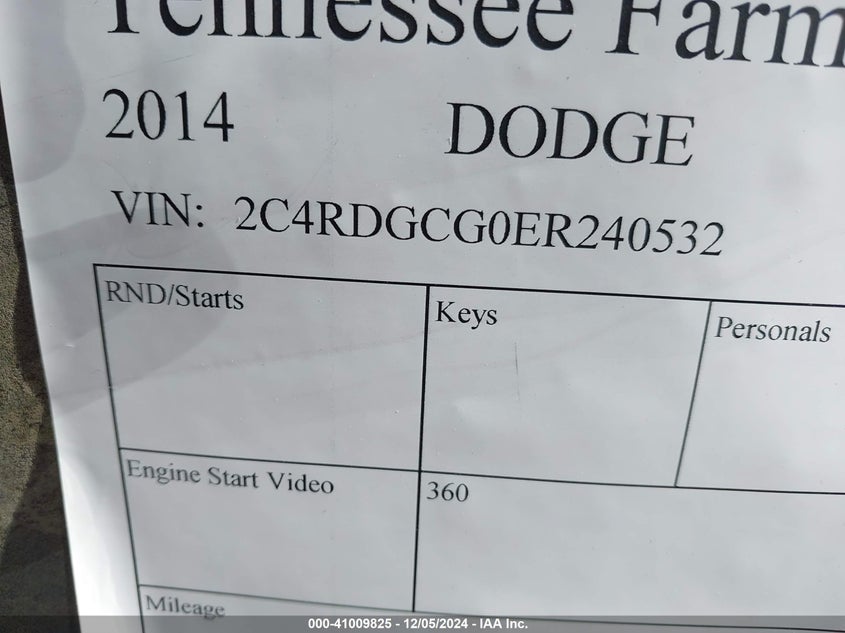 Tennessee Farm
2014 DODGE
VIN: 2C4RDGCG0ER240532
RND/Starts Keys Personals
Engine Start Video 360
Mileage
000-41009825 - 12/05/2024 - IAA Inc.